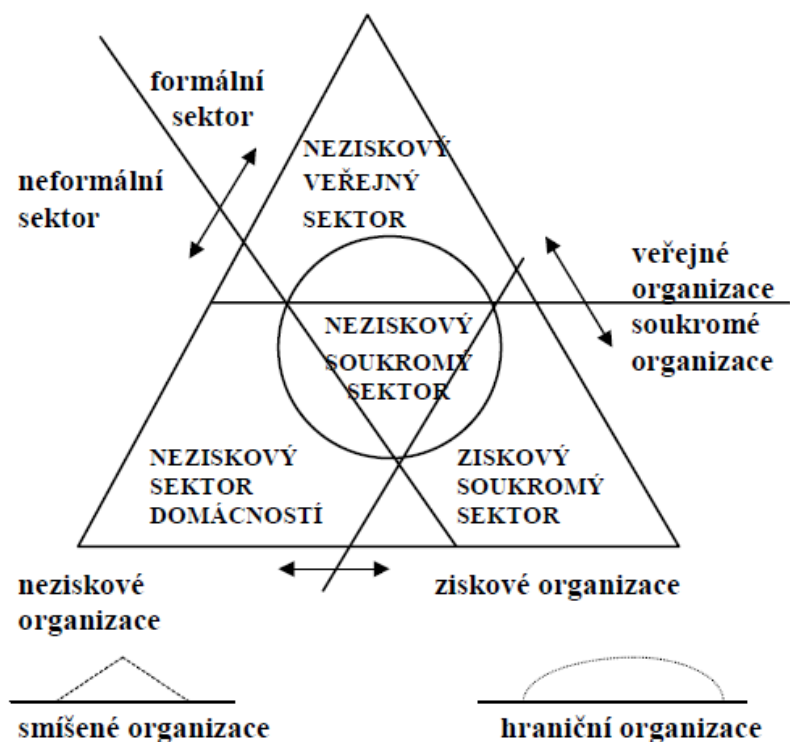 formální
sektor
neformální
sektor
NEZISKOVÝ
VEŘEJNÝ
SEKTOR
veřejné
organizace
soukromé
organizace
NEZISKOVÝ
SOUKROMÝ
SEKTOR
NEZISKOVÝ
SEKTOR
DOMÁCNOSTÍ
ZISKOVÝ
SOUKROMÝ
SEKTOR
neziskové
organizace
ziskové organizace
smíšené organizace
hraniční organizace